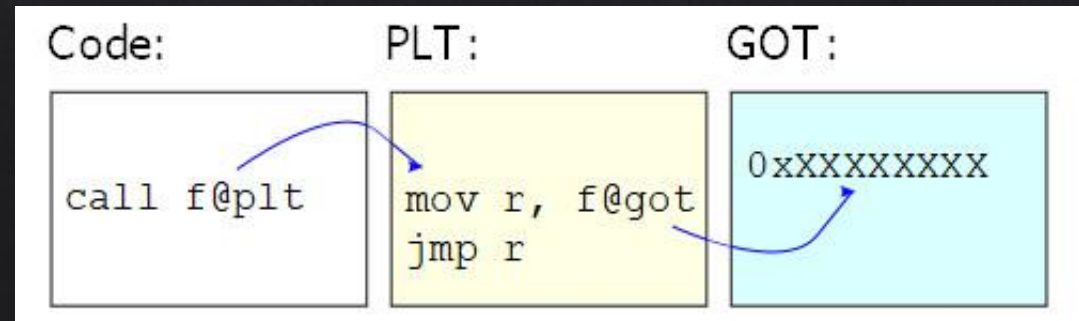 Code:
PLT:
GOT:
call f@plt
mov r, f@got
jmp r
0xXXXXXXXX